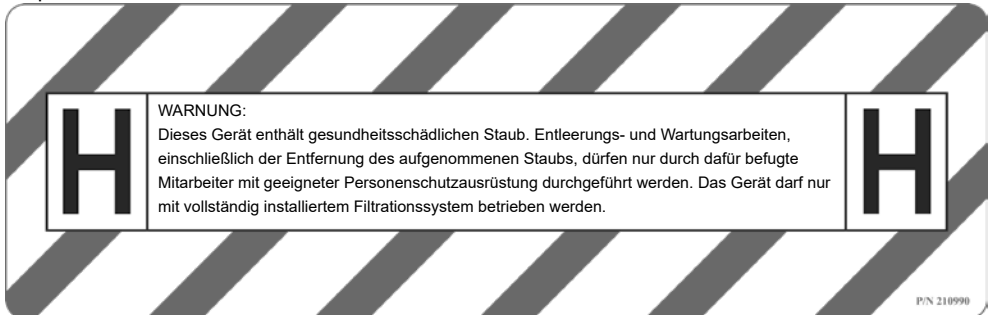 H
WARNUNG:
Dieses Gerät enthält gesundheitsschädlichen Staub. Entleerungs- und Wartungsarbeiten,
einschließlich der Entfernung des aufgenommenen Staubs, dürfen nur durch dafür befugte
Mitarbeiter mit geeigneter Personenschutzausrüstung durchgeführt werden. Das Gerät darf nur
mit vollständig installiertem Filtrationssystem betrieben werden.
H
P/N 210990